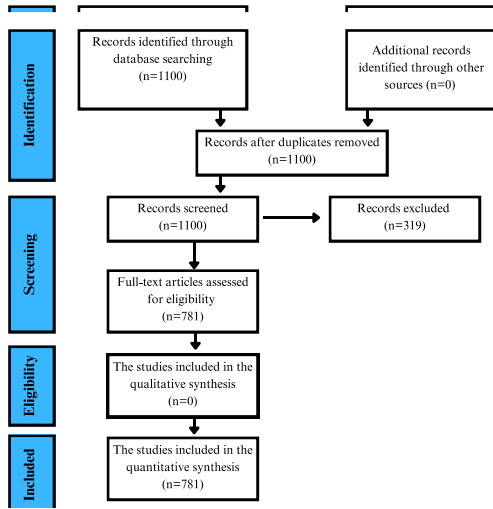 Identification
Records identified through
database searching
(n=1100)
Additional records
identified through other
sources (n=0)
Records after duplicates removed
(n=1100)
Screening
Records screened
(n=1100)
Records excluded
(n=319)
Full-text articles assessed
for eligibility
(n=781)
Eligibility
The studies included in the
qualitative synthesis
(n=0)
Included
The studies included in the
quantitative synthesis
(n=781)